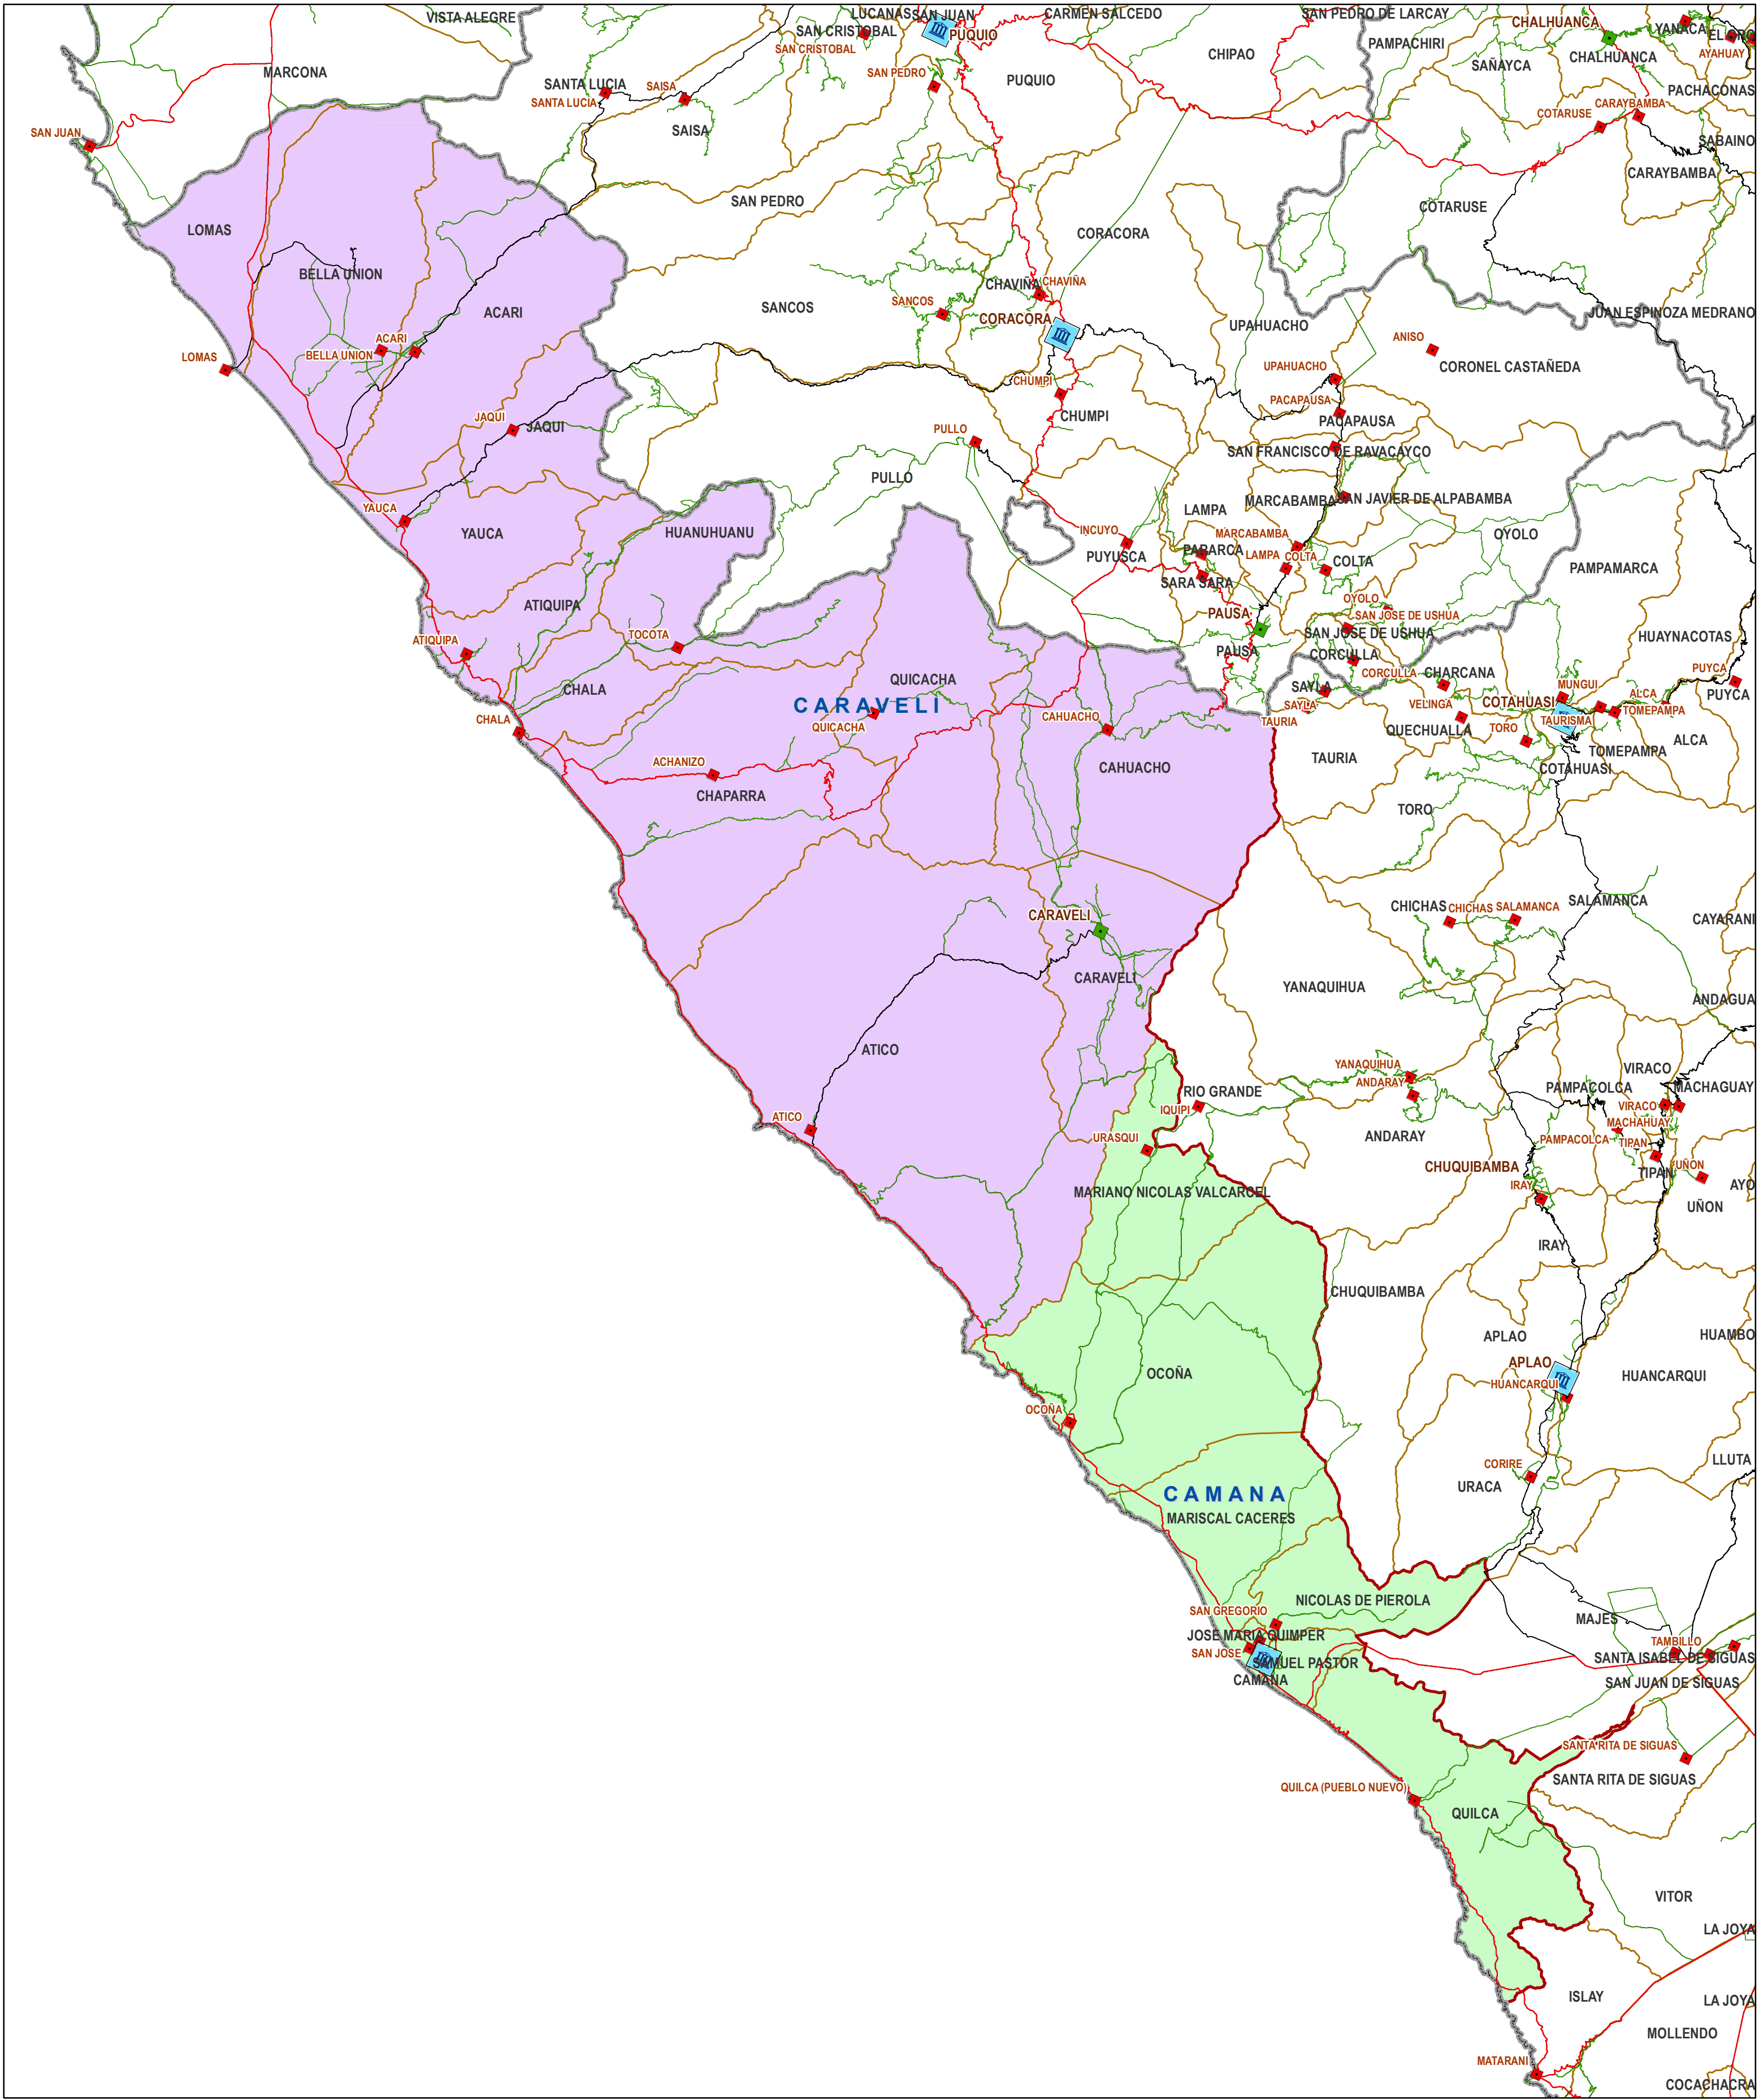 VISTA ALEGRE
LUCANAS
SAN JUAN
CARMEN SALCEDO
SAN PEDRO DE LARCAY
CHALHUANCA
YANACA
SAN CRISTOBAL
PUQUIO
PAMPACHIRI
EL ORO
SAN CRISTOBAL
CHIPAO
CHALHUANCA
AYAHUAY
MARCONA
SAN PEDRO
PUQUIO
SAÑAYCA
SANTA LUCIA
SAISA
PACHACONAS
SANTA LUCIA
CARAYBAMBA
COTARUSE
SAN JUAN
SAISA
SABAINO
CARAYBAMBA
SAN PEDRO
COTARUSE
LOMAS
CORACORA
BELLA UNION
CHAVIÑA
CHAVIÑA
SANCOS
SANCOS
ACARI
CORACORA
JUAN ESPINOZA MEDRANO
UPAHUACHO
ACARI
ANISO
LOMAS
BELLA UNION
UPAHUACHO
CORONEL CASTAÑEDA
CHUMPI
PACAPAUSA
JAQUI
CHUMPI
JAQUI
PACAPAUSA
PULLO
SAN FRANCISCO DE RAVACAYCO
PULLO
MARCABAMBA
SAN JAVIER DE ALPABAMBA
YAUCA
LAMPA
YAUCA
HUANUHUANU
INCUYO
MARCABAMBA
OYOLO
PUYUSCA
PARARCA
LAMPA
COLTA
COLTA
PAMPAMARCA
SARA SARA
ATIQUIPA
OYOLO
PAUSA
SAN JOSE DE USHUA
ATIQUIPA
TOCOTA
SAN JOSE DE USHUA
HUAYNACOTAS
PAUSA
CORCULLA
CORCULLA
CHARCANA
PUYCA
QUICACHA
CHALA
SAYLA
MUNGUI
ALCA
PUYCA
CARAVELI
SAYLA
VELINGA
COTAHUASI
TOMEPAMPA
CHALA
CAHUACHO
TAURIA
TAURISMA
QUICACHA
QUECHUALLA
TORO
ALCA
TOMEPAMPA
ACHANIZO
TAURIA
CAHUACHO
COTAHUASI
CHAPARRA
TORO
CARAVELI
CHICHAS
CHICHAS
SALAMANCA
SALAMANCA
CAYARANI
CARAVELI
YANAQUIHUA
ANDAGUA
ATICO
YANAQUIHUA
VIRACO
ANDARAY
PAMPACOLCA
MACHAGUAY
RIO GRANDE
IQUIPI
VIRACO
ATICO
MACHAHUAY
URASQUI
ANDARAY
PAMPACOLCA
TIPAN
CHUQUIBAMBA
TIPAN
UÑON
IRAY
AYO
MARIANO NICOLAS VALCARCEL
UÑON
IRAY
CHUQUIBAMBA
APLAO
HUAMBO
APLAO
OCOÑA
HUANCARQUI
HUANCARQUI
OCOÑA
LLUTA
CORIRE
URACA
CAMANA
MARISCAL CACERES
NICOLAS DE PIEROLA
SAN GREGORIO
MAJES
JOSE MARIA QUIMPER
TAMBILLO
SAN JOSE
SAMUEL PASTOR
SANTA ISABEL DE SIGUAS
CAMANA
SAN JUAN DE SIGUAS
SANTA RITA DE SIGUAS
SANTA RITA DE SIGUAS
QUILCA (PUEBLO NUEVO)
QUILCA
VITOR
LA JOYA
ISLAY
LA JOYA
MOLLENDO
MATARANI
COCACHACRA